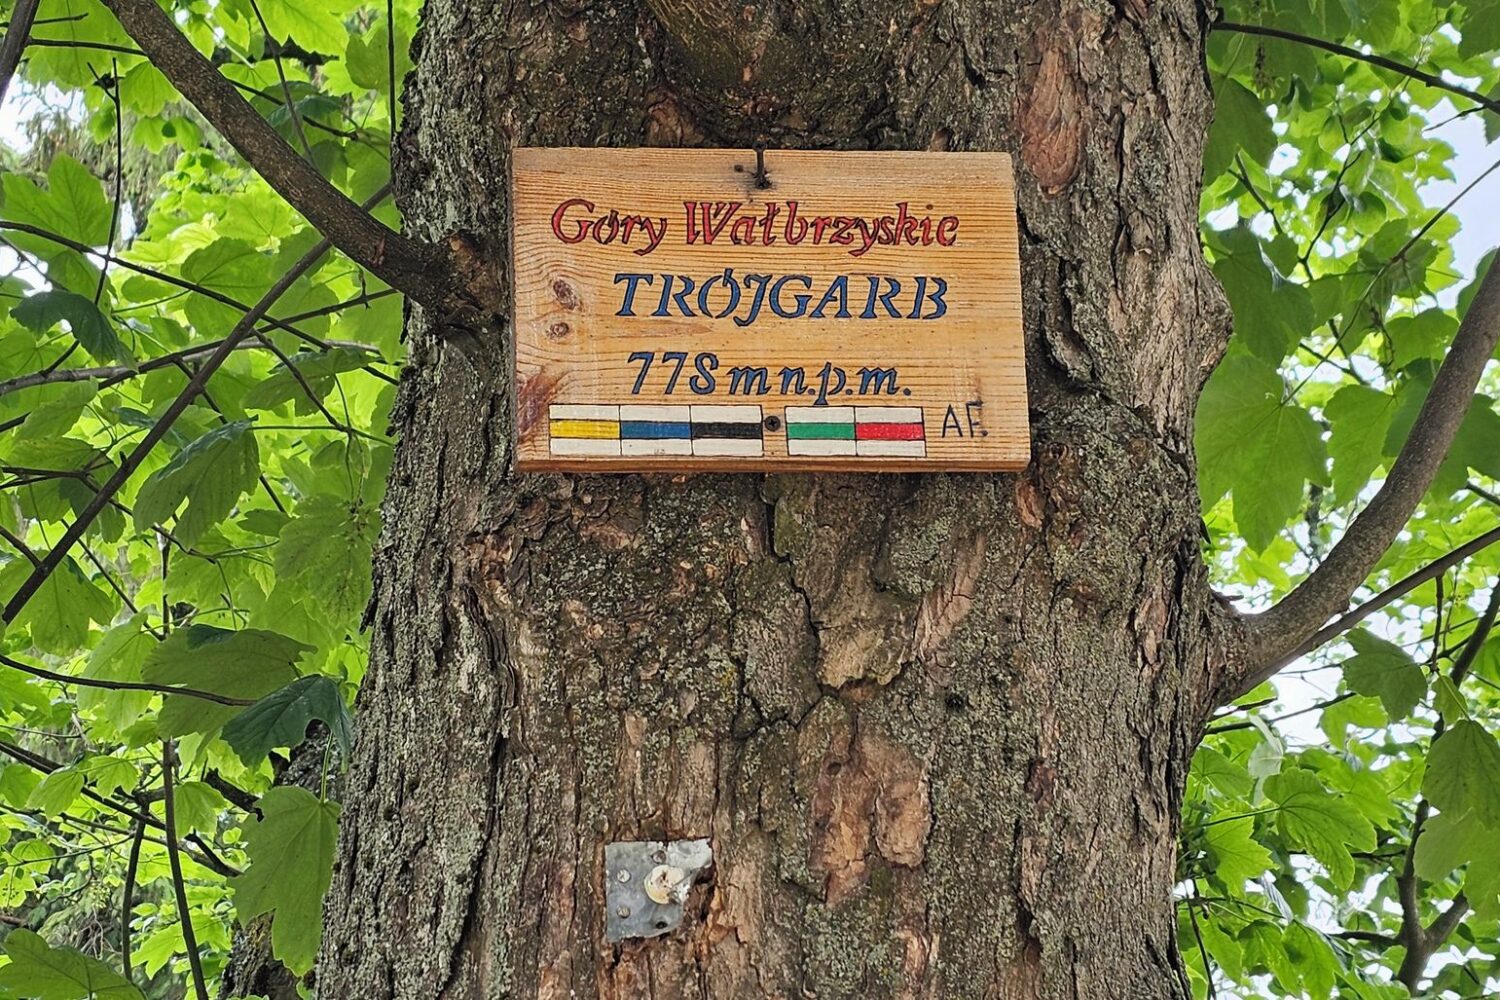 Góry Wałbrzyskie
TRÓJGARB
778 m n.p.m.
AF.